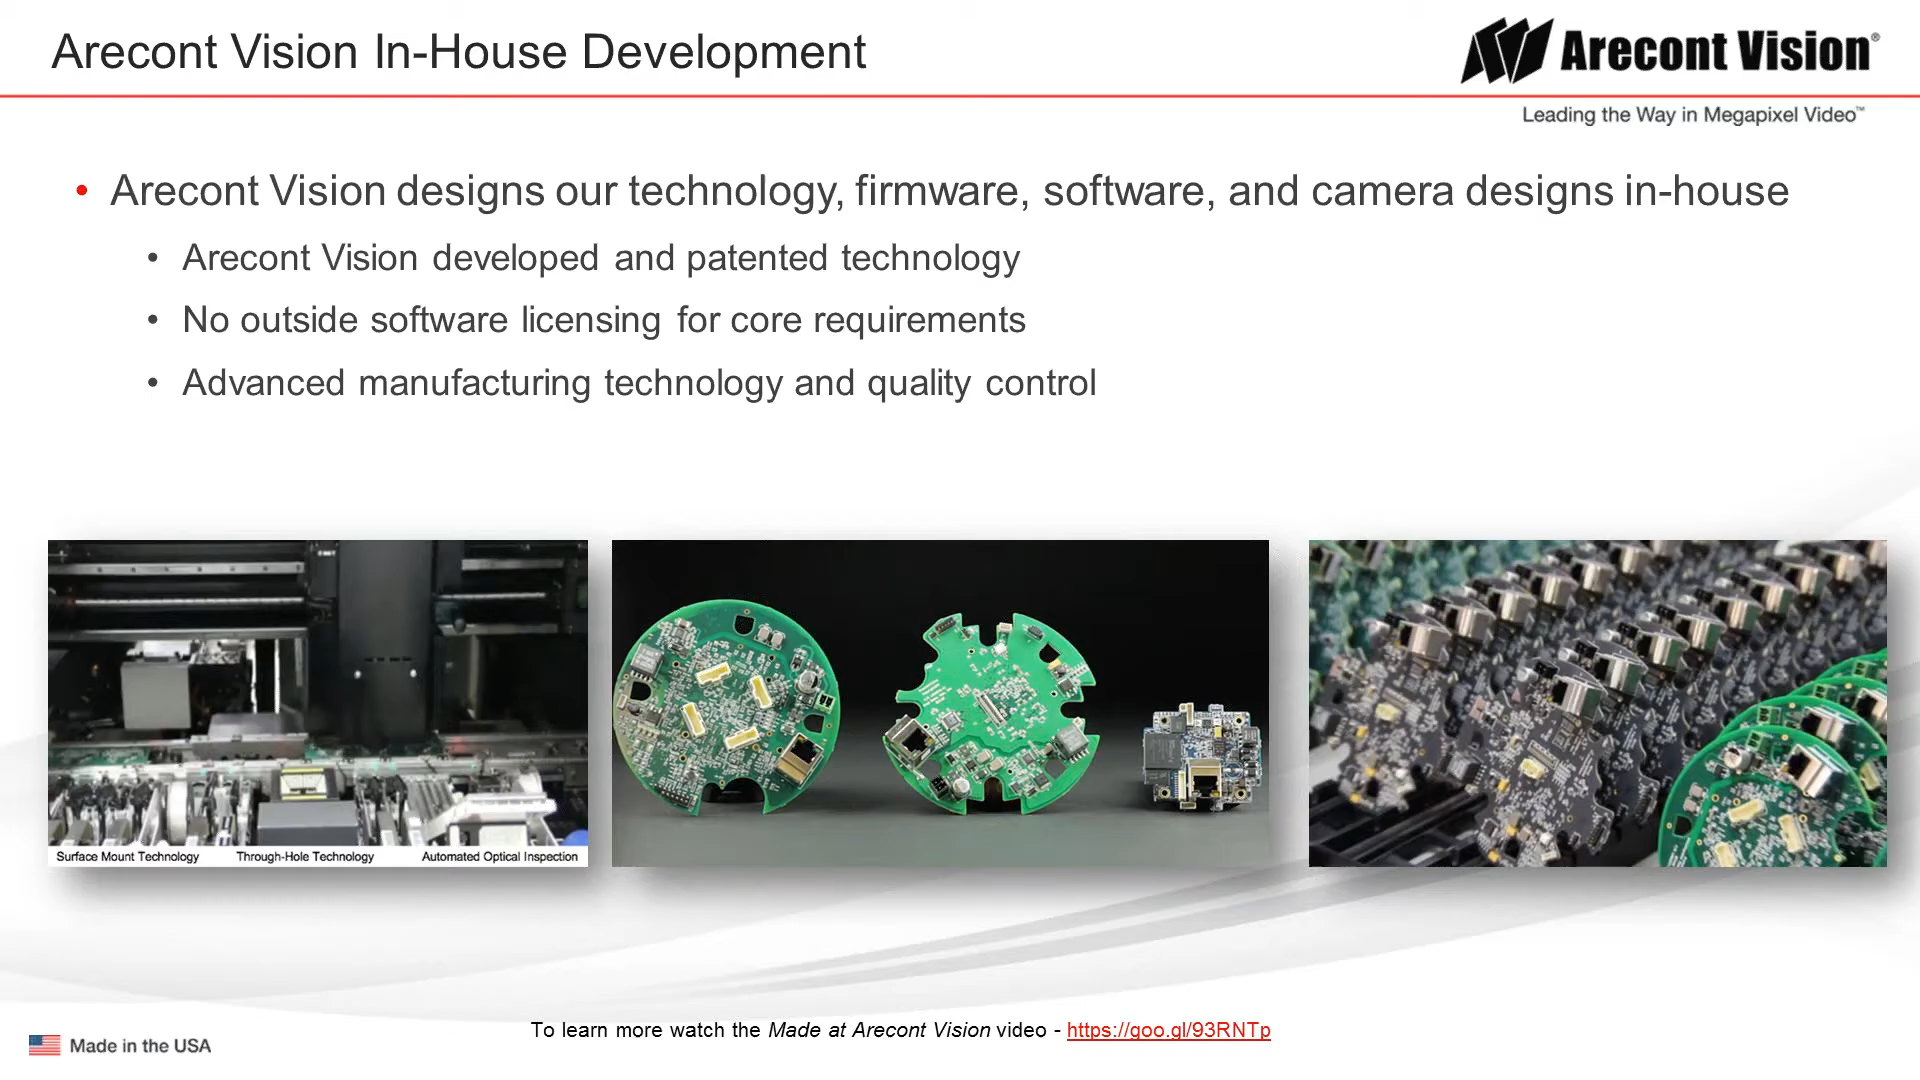 Arecont Vision In-House Development
Arecont Vision®
Leading the Way in Megapixel Video™
• Arecont Vision designs our technology, firmware, software, and camera designs in-house
• Arecont Vision developed and patented technology
• No outside software licensing for core requirements
• Advanced manufacturing technology and quality control
Surface Mount Technology Through-Hole Technology Automated Optical Inspection
To learn more watch the Made at Arecont Vision video - https://goo.gl/93RNTp
Made in the USA